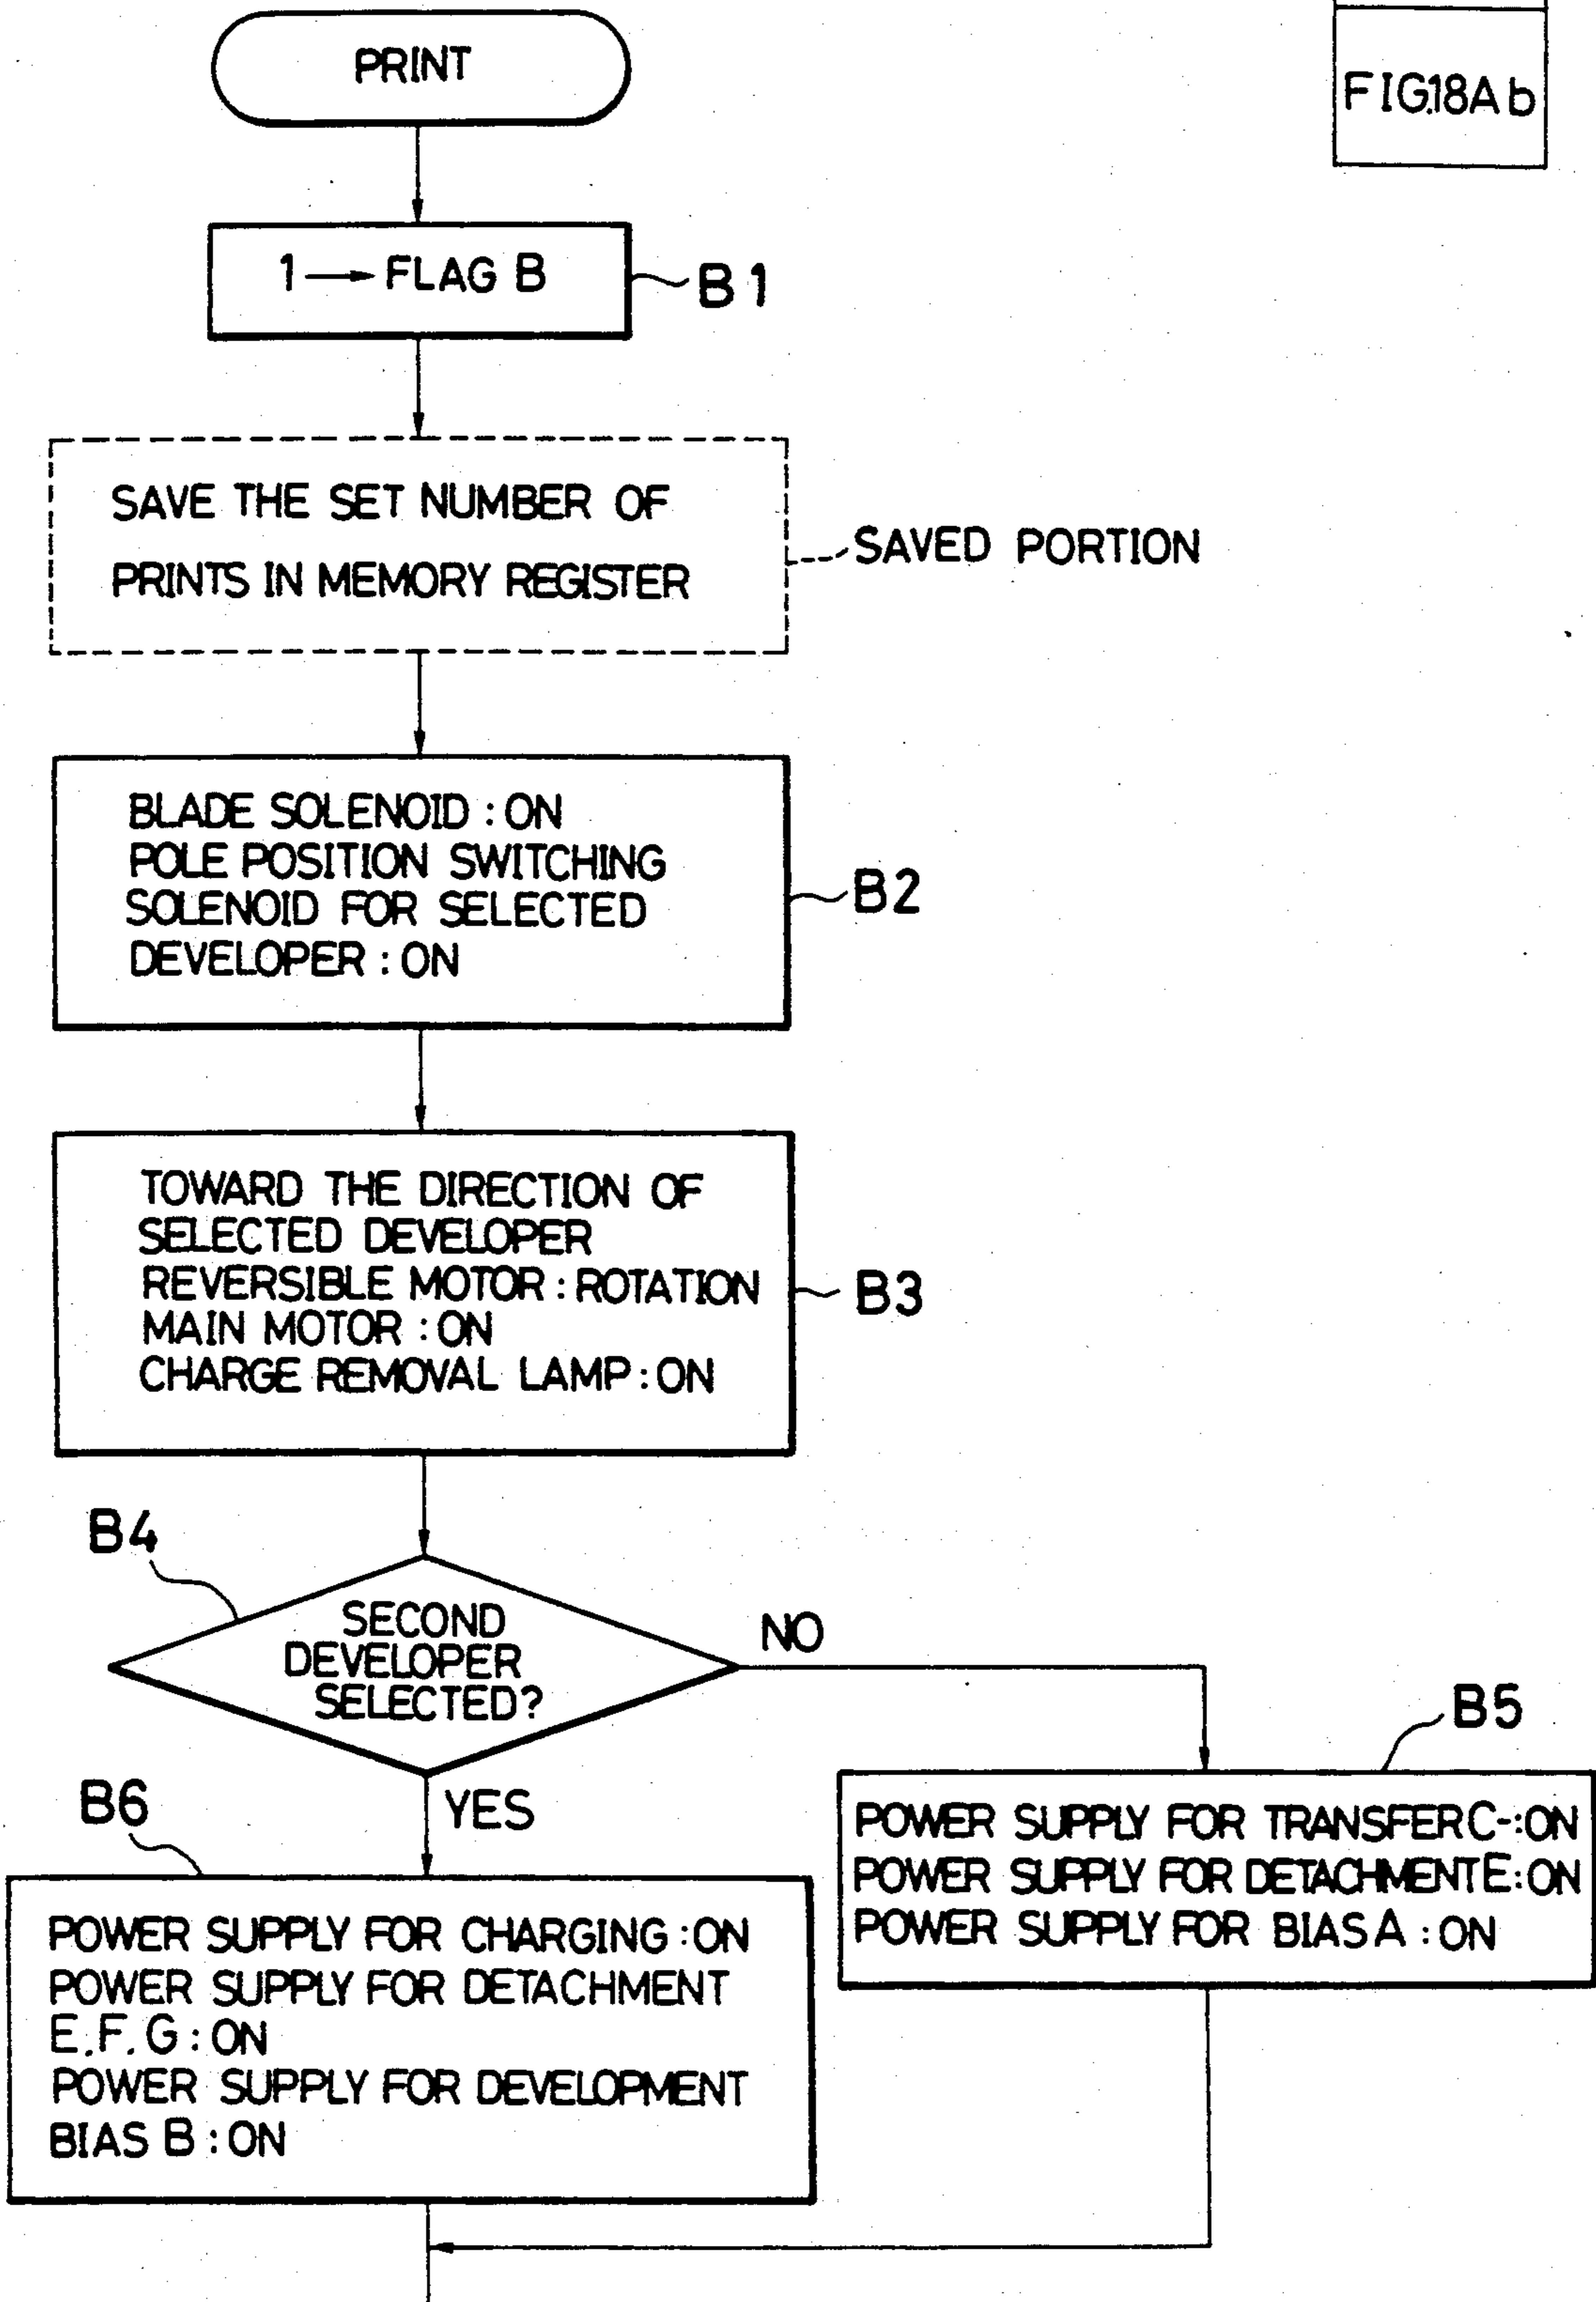 FIG.18Ab
PRINT
1→FLAG B
B1
SAVE THE SET NUMBER OF
PRINTS IN MEMORY REGISTER
SAVED PORTION
BLADE SOLENOID : ON
POLE POSITION SWITCHING
SOLENOID FOR SELECTED
DEVELOPER : ON
B2
TOWARD THE DIRECTION OF
SELECTED DEVELOPER
REVERSIBLE MOTOR : ROTATION
MAIN MOTOR : ON
CHARGE REMOVAL LAMP : ON
B3
B4
SECOND
DEVELOPER
SELECTED?
NO
YES
B5
POWER SUPPLY FOR TRANSFER C-:ON
POWER SUPPLY FOR DETACHMENT E:ON
POWER SUPPLY FOR BIAS A : ON
B6
POWER SUPPLY FOR CHARGING : ON
POWER SUPPLY FOR DETACHMENT
E.F.G : ON
POWER SUPPLY FOR DEVELOPMENT
BIAS B : ON